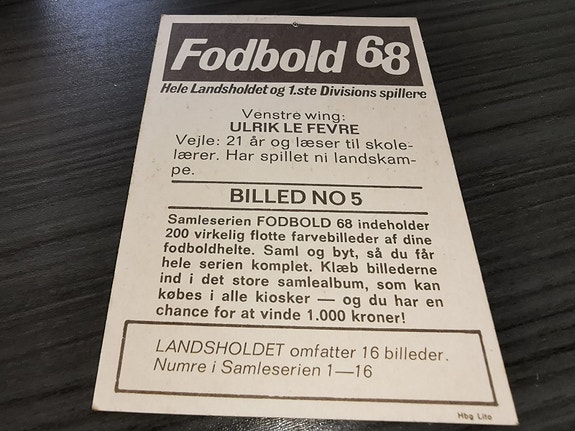 Fodbold 68
Hele Landsholdet og 1.ste Divisions spillere
Venstre wing:
ULRIK LE FEVRE
Vejle: 21 år og læser til skole-
lærer. Har spillet ni landskam-
pe.
BILLED NO 5
Samleserien FODBOLD 68 indeholder
200 virkelig flotte farvebilleder af dine
fodboldhelte. Saml og byt, så du får
hele serien komplet. Klæb billederne
ind i det store samlealbum, som kan
købes i alle kiosker — og du har en
chance for at vinde 1.000 kroner!
LANDSHOLDET omfatter 16 billeder.
Numre i Samleserien 1—16
Hbg Lito